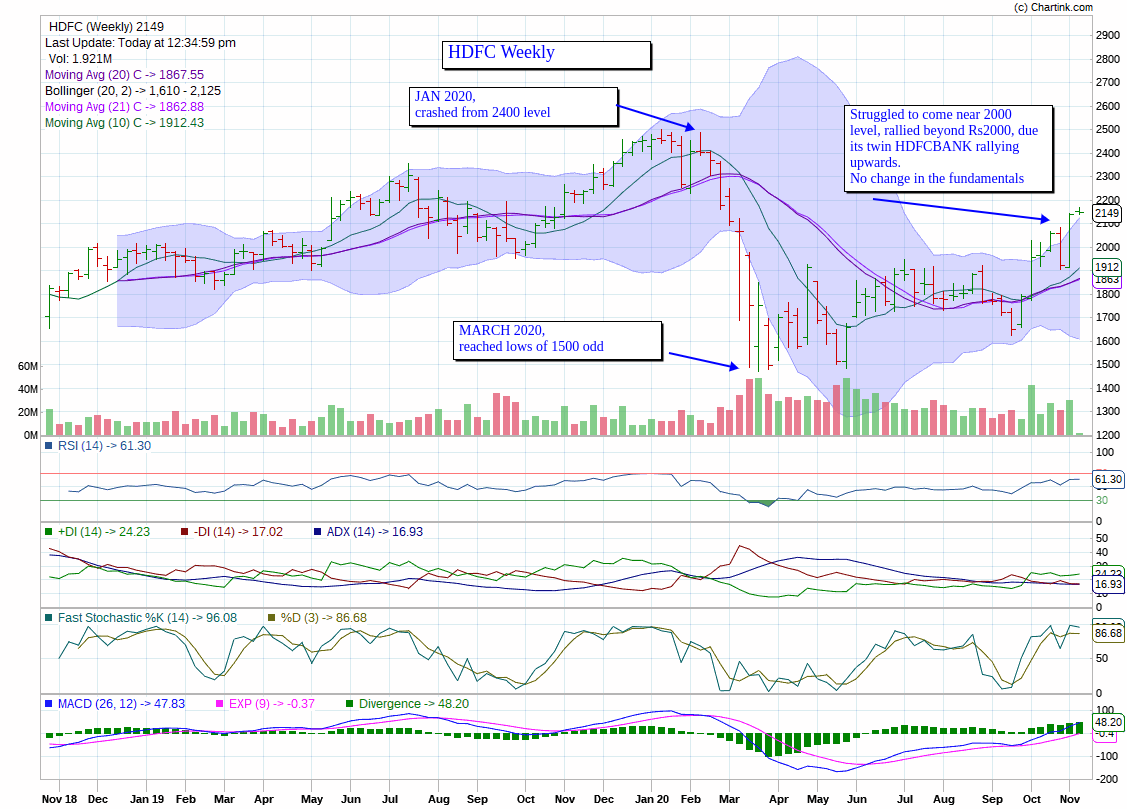 (c) Chartink.com
HDFC (Weekly) 2149
Last Update: Today at 12:34:59 pm
Vol: 1.921M
Moving Avg (20) C -> 1867.55
Bollinger (20, 2) -> 1,610 - 2,125
Moving Avg (21) C -> 1862.88
Moving Avg (10) C -> 1912.43
HDFC Weekly
JAN 2020,
crashed from 2400 level
Struggled to come near 2000
level, rallied beyond Rs2000, due
its twin HDFCBANK rallying
upwards.
No change in the fundamentals
MARCH 2020,
reached lows of 1500 odd
2900
2800
2700
2600
2500
2400
2300
2200
2149
2100
2000
1912
1863
1800
1700
1600
1500
1400
1300
1200
60M
40M
20M
0M
RSI (14) -> 61.30
100
61.30
30
0
+DI (14) -> 24.23 -DI (14) -> 17.02 ADX (14) -> 16.93
50
40
24.23
16.93
10
0
Fast Stochastic %K (14) -> 96.08 %D (3) -> 86.68
86.68
50
0
MACD (26, 12) -> 47.83 EXP (9) -> -0.37 Divergence -> 48.20
100
48.20
-0.4
-100
-200
Nov 18 Dec Jan 19 Feb Mar Apr May Jun Jul Aug Sep Oct Nov Dec Jan 20 Feb Mar Apr May Jun Jul Aug Sep Oct Nov